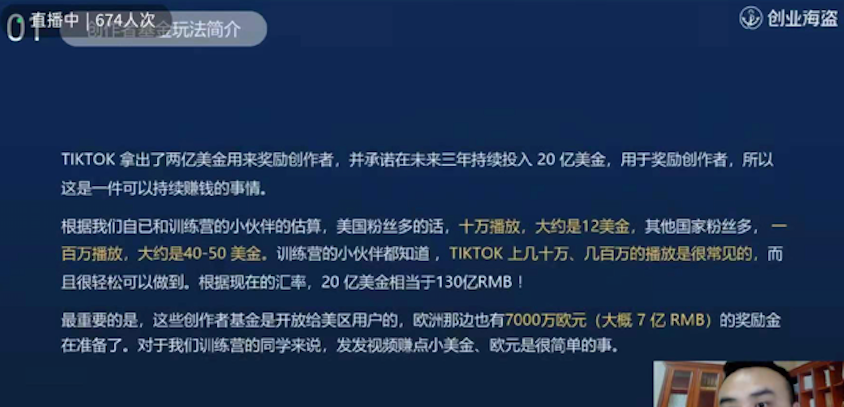 直播中 | 674人次
01
创作者基金玩法简介
创业海盗
TIKTOK 拿出了两亿美金用来奖励创作者，并承诺在未来三年持续投入 20 亿美金，用于奖励创作者，所以
这是一件可以持续赚钱的事情。
根据我们自已和训练营的小伙伴的估算，美国粉丝多的话，十万播放，大约是12美金，其他国家粉丝多，一
百万播放，大约是40-50 美金。训练营的小伙伴都知道 ，TIKTOK 上几十万、几百万的播放是很常见的，而
且很轻松可以做到。根据现在的汇率，20 亿美金相当于130亿RMB！
最重要的是，这些创作者基金是开放给美区用户的，欧洲那边也有7000万欧元（大概 7 亿 RMB）的奖励金
在准备了。对于我们训练营的同学来说，发发视频赚点小美金、欧元是很简单的事。